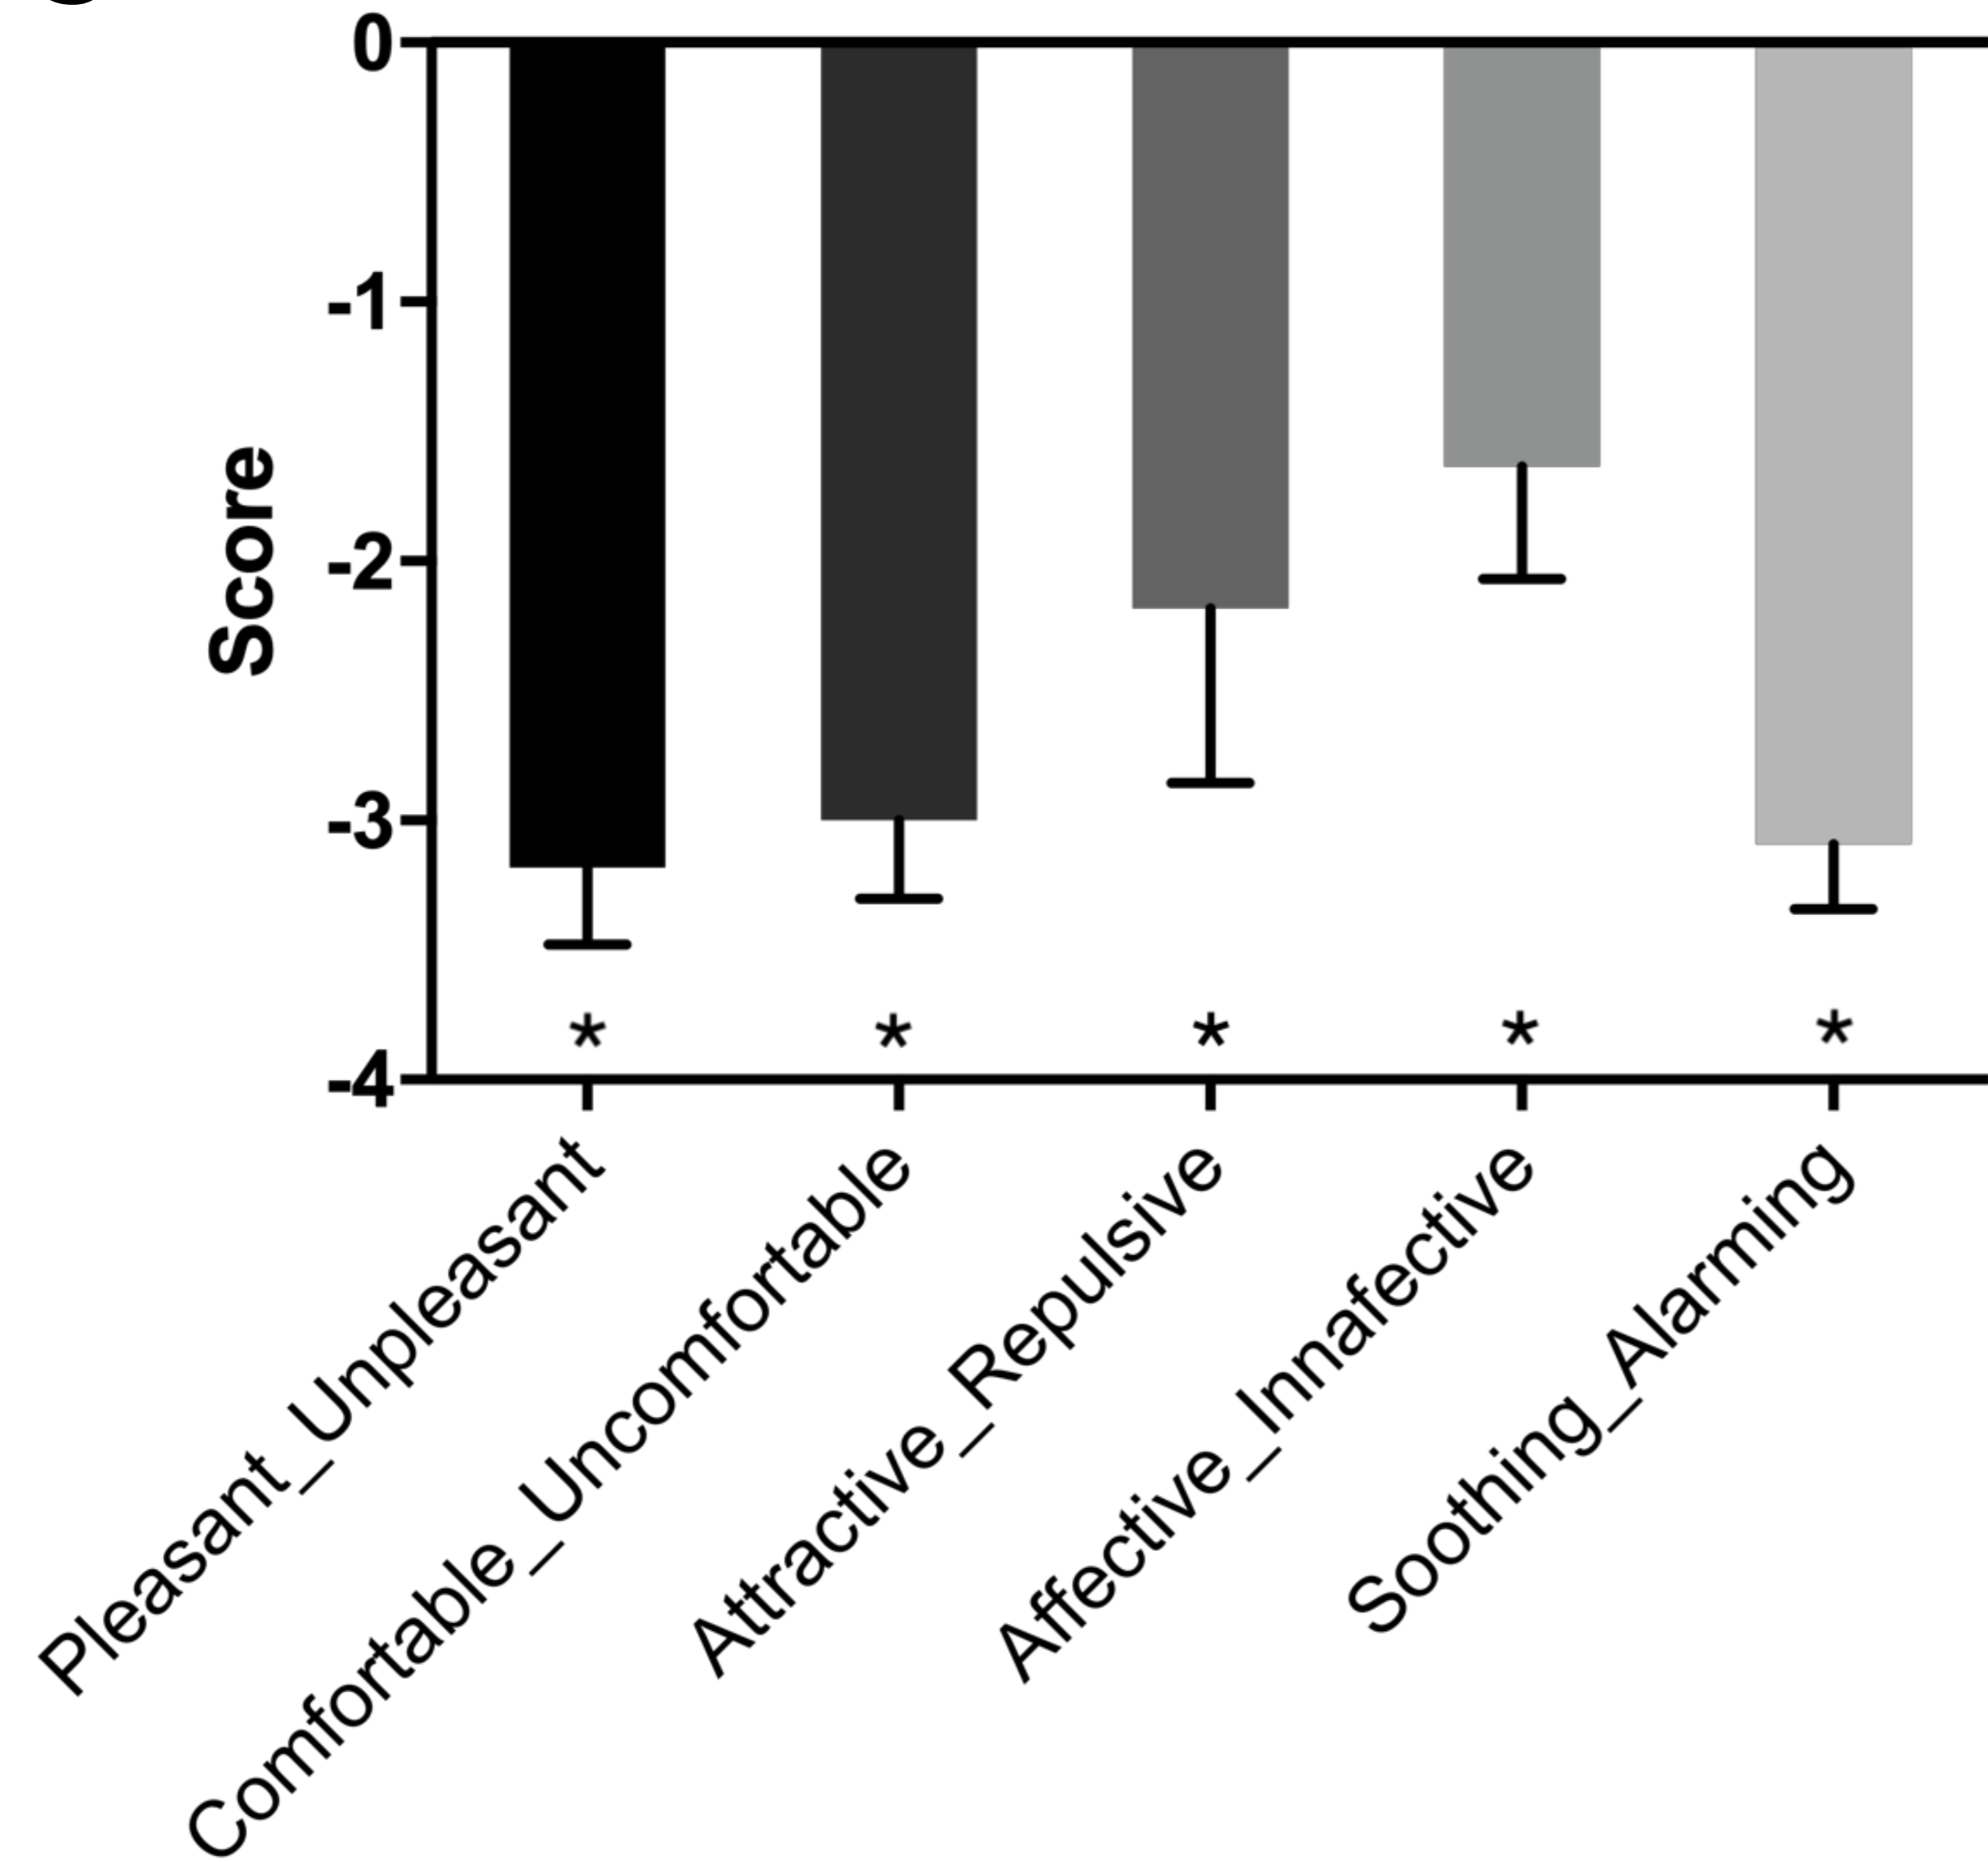 0
-1
-2
-3
-4
Score
* * * * *
Pleasant_Unpleasant
Comfortable_Uncomfortable
Attractive_Repulsive
Affective_Innafective
Soothing_Alarming